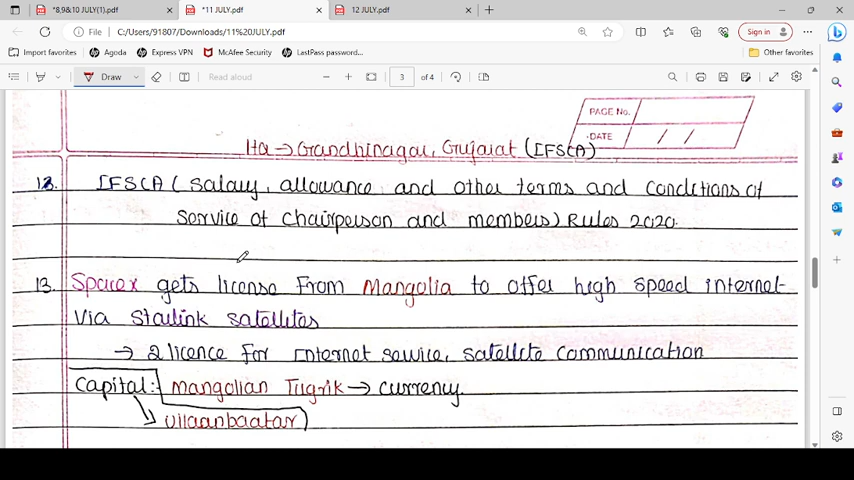 *8,9&10 JULY(1).pdf
*11 JULY.pdf
12 JULY.pdf
File
C:/Users/91807/Downloads/11%20JULY.pdf
Sign in
Import favorites
Agoda
Express VPN
McAfee Security
LastPass password...
Other favorites
Draw
Read aloud
3 of 4
PAGE No.
DATE / /
Hq → Grandhinagar, Grujarat (IFSCA)
12. IFSCA (Salary, allowance and other terms and conditions of
Service of Chairperson and members) Rules 2020.
13. Spacex gets license from Mangolia to offer high speed internet
via Starlink satellites
→ 2 licence for Internet service, satellite communication
Capital:- mangolian Tugrik → currency.
→ Ullaanbaatar